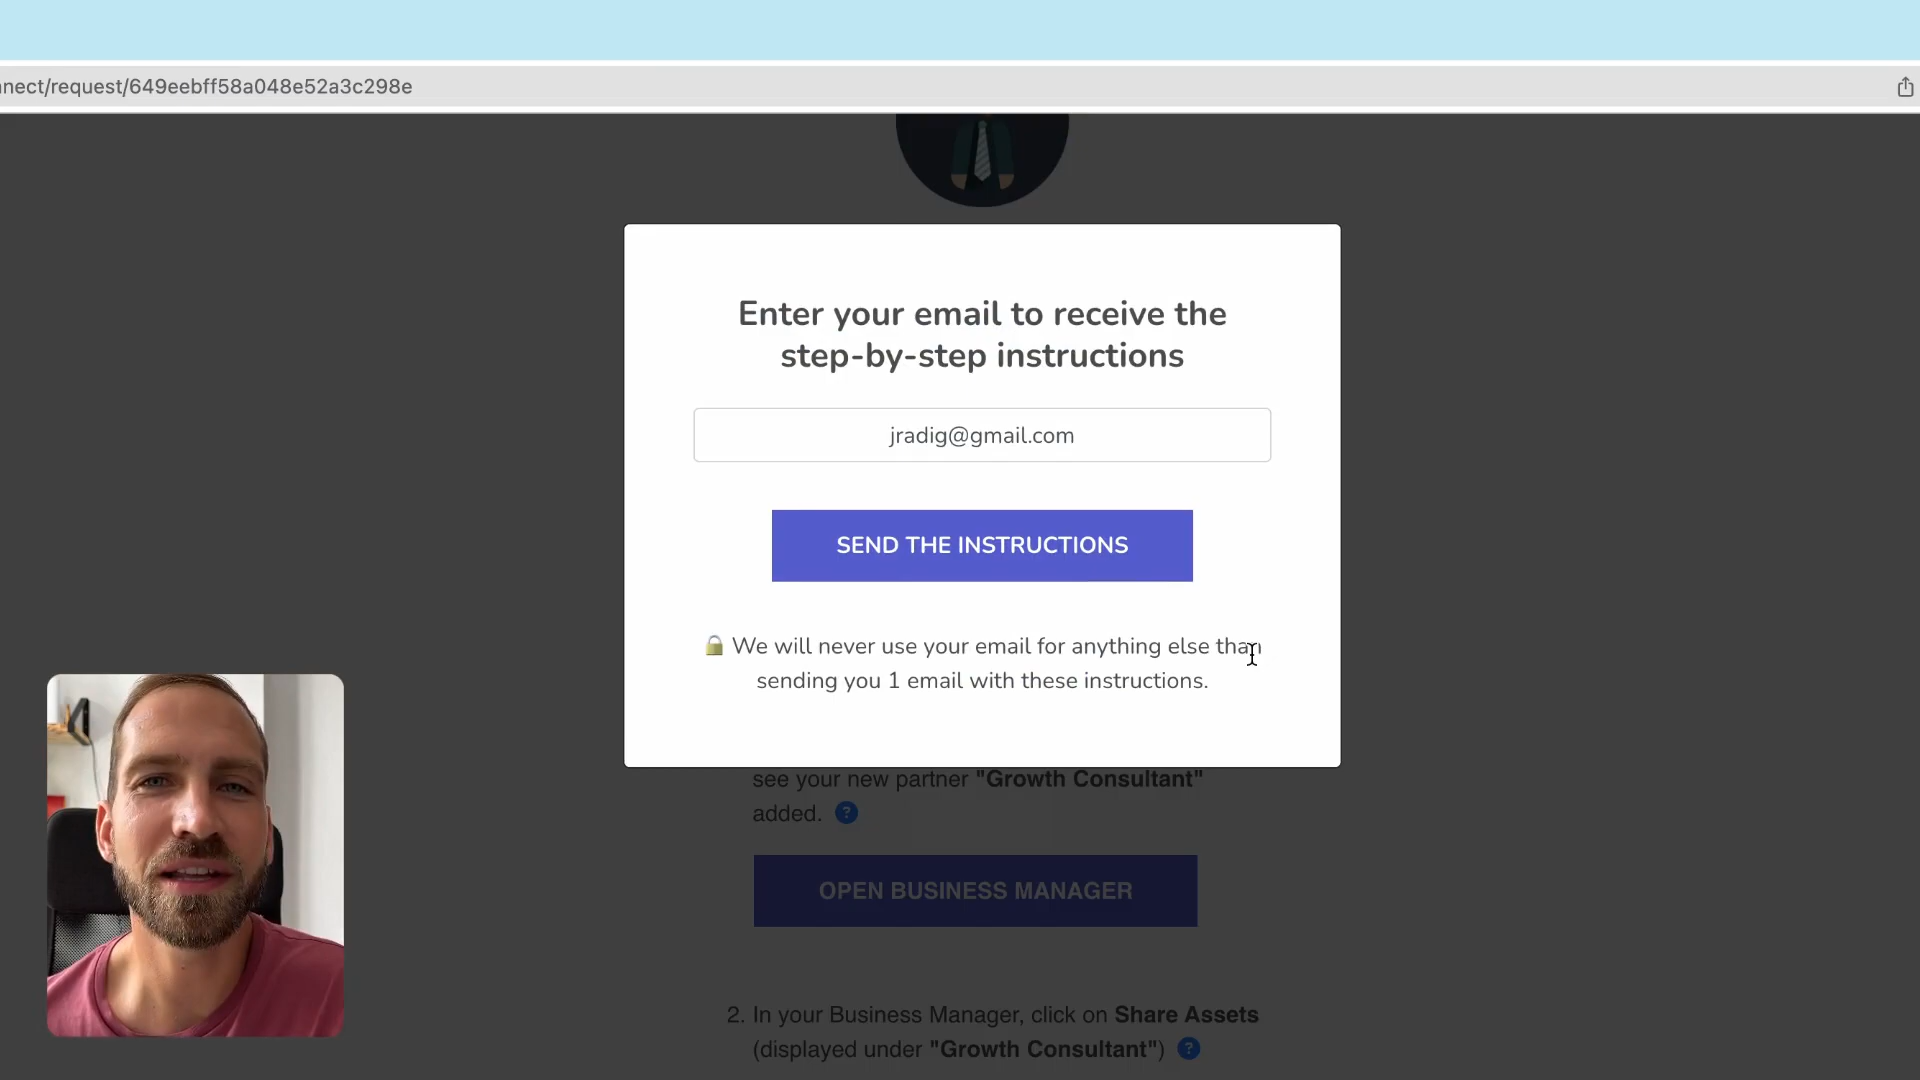 nnect/request/649eebff58a048e52a3c298e
Enter your email to receive the
step-by-step instructions
jradig@gmail.com
SEND THE INSTRUCTIONS
🔒 We will never use your email for anything else than
sending you 1 email with these instructions.
see your new partner "Growth Consultant"
added. ?
OPEN BUSINESS MANAGER
2. In your Business Manager, click on Share Assets
(displayed under "Growth Consultant") ?